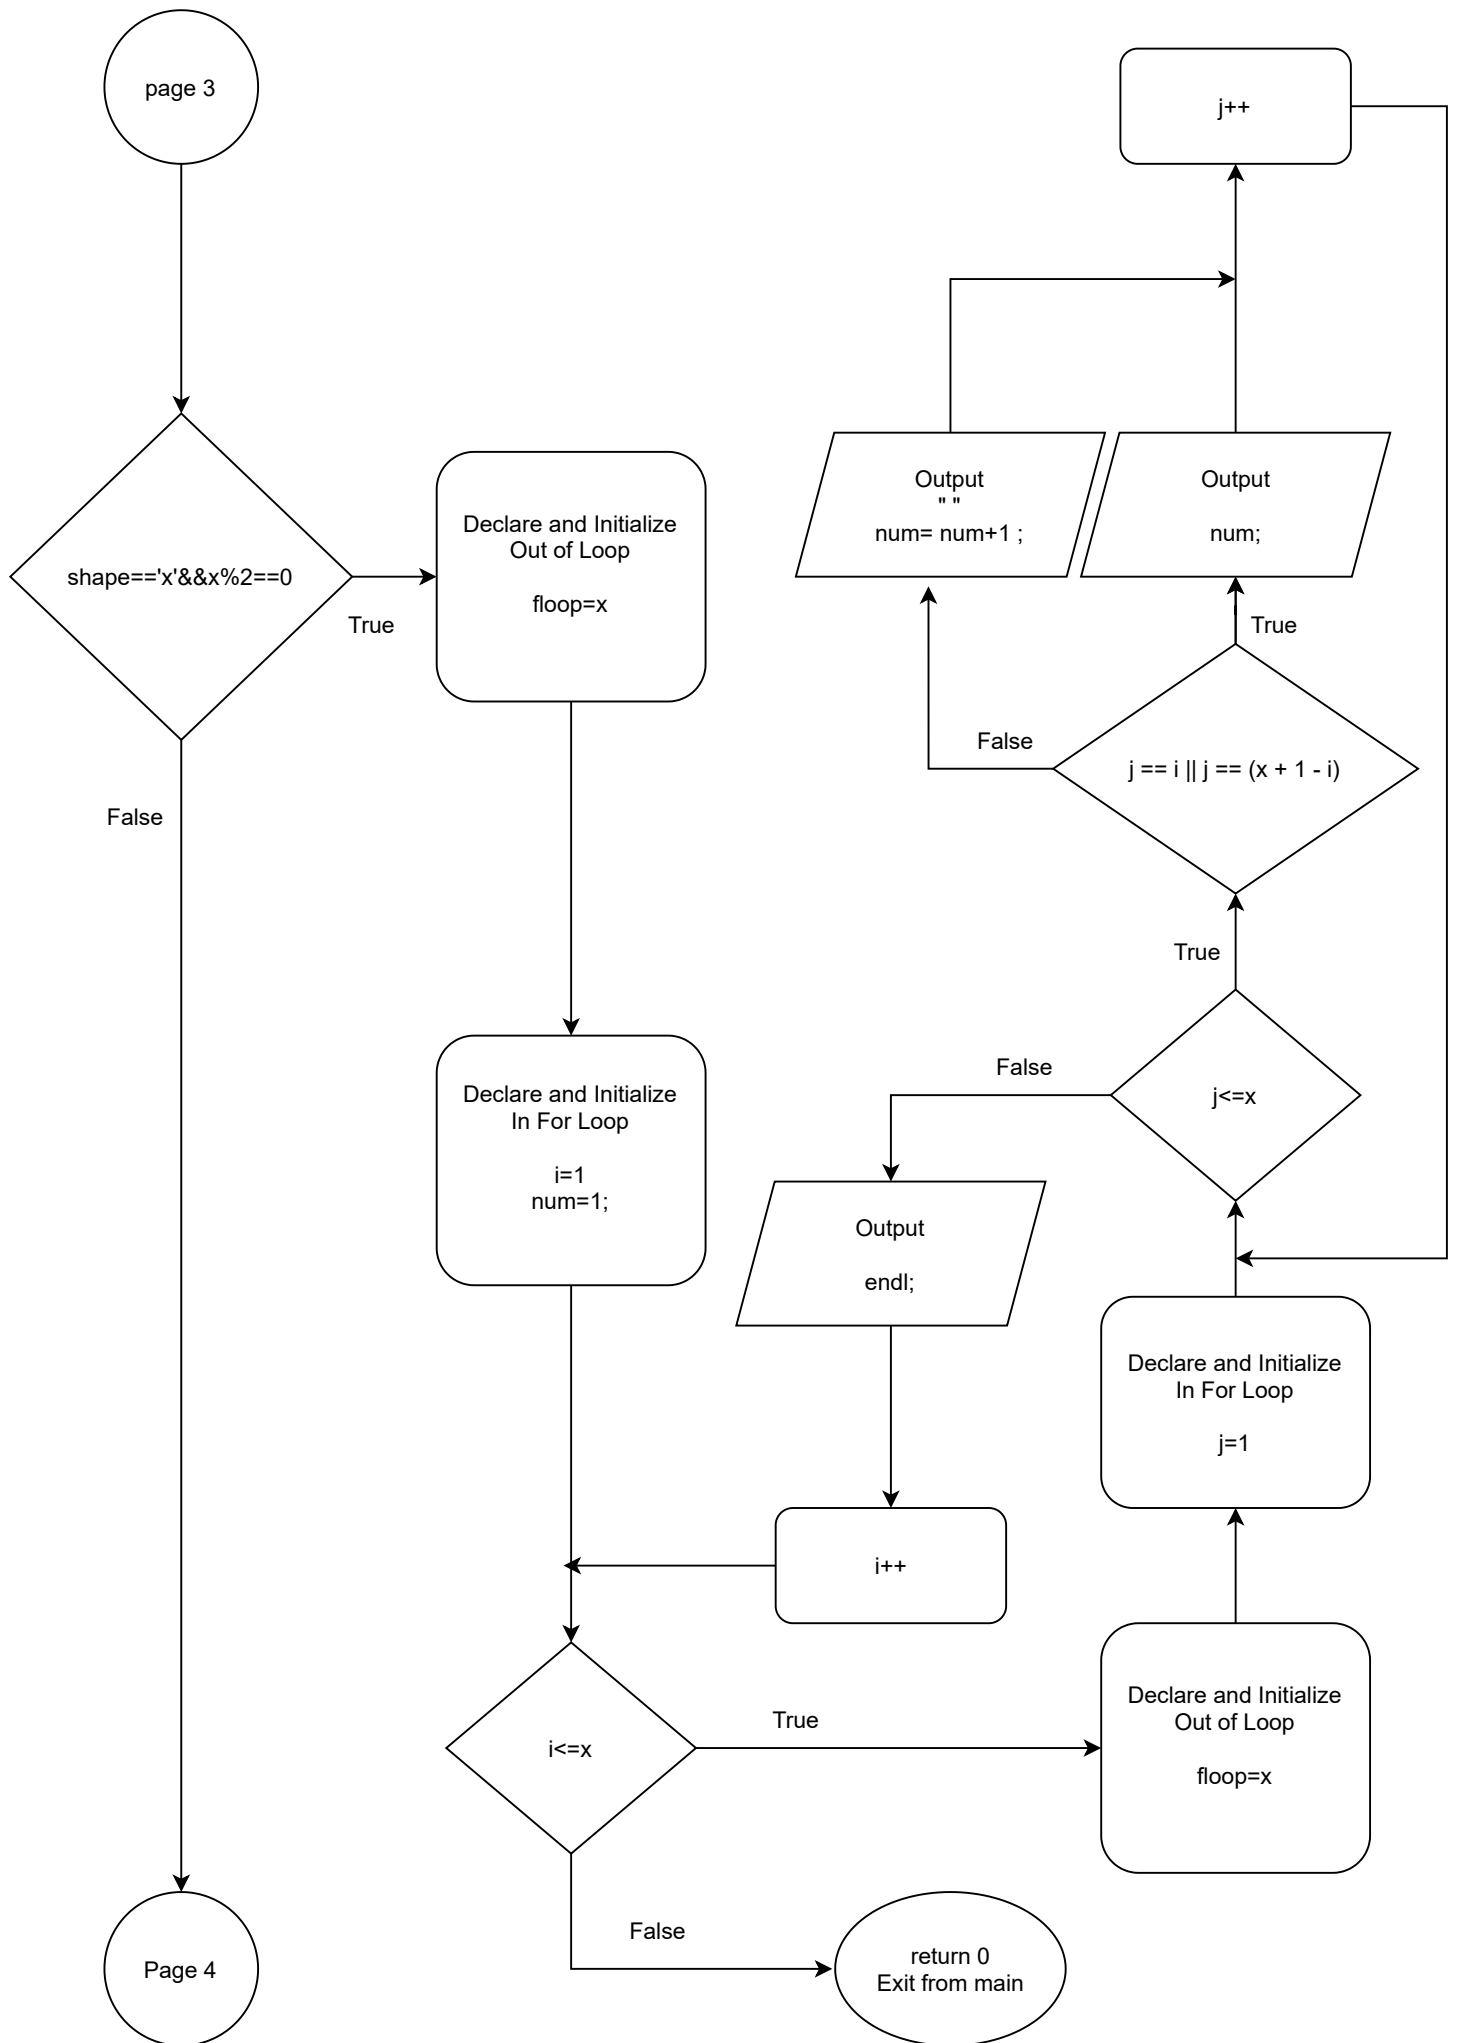 page 3
shape=='x'&&x%2==0
True
False
Declare and Initialize
Out of Loop
floop=x
Declare and Initialize
In For Loop
i=1
num=1;
i<=x
True
False
return 0
Exit from main
Page 4
Declare and Initialize
Out of Loop
floop=x
Declare and Initialize
In For Loop
j=1
j<=x
True
False
Output
endl;
i++
j == i || j == (x + 1 - i)
True
False
Output
num;
Output
" "
num= num+1 ;
j++